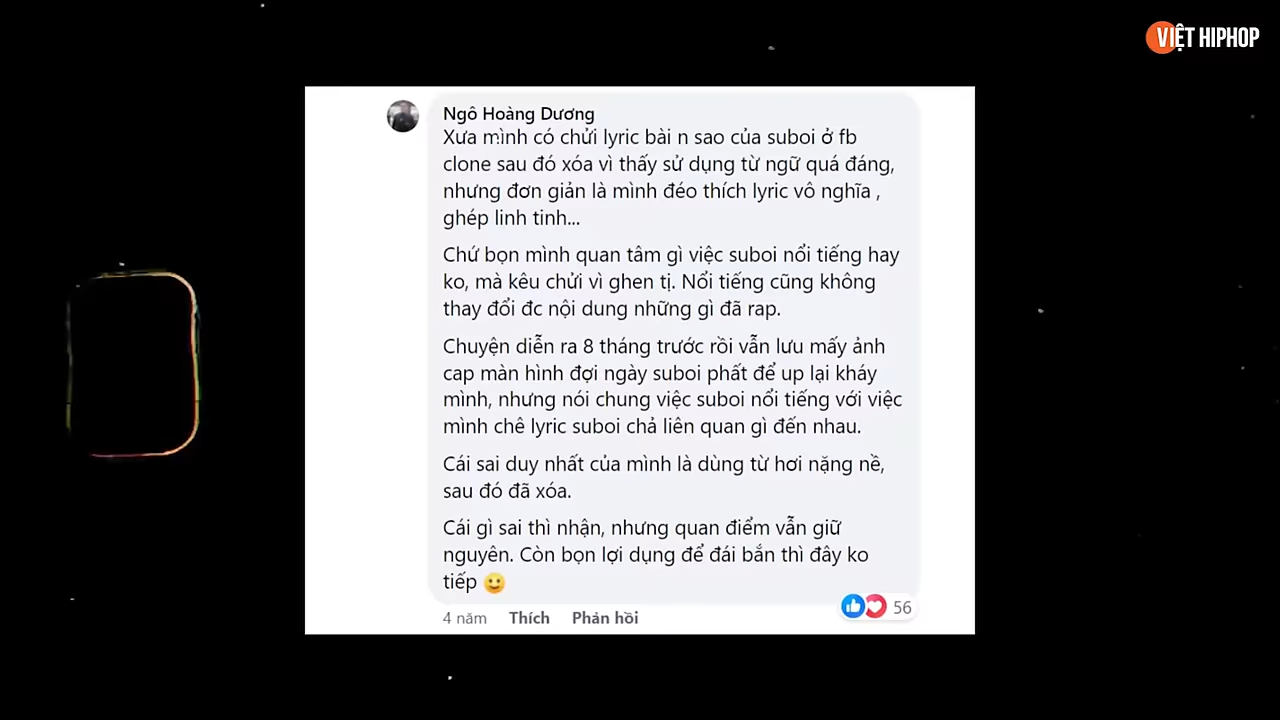 VIỆT HIPHOP
Ngô Hoàng Dương
Xưa mình có chửi lyric bài n sao của suboi ở fb
clone sau đó xóa vì thấy sử dụng từ ngữ quá đáng,
nhưng đơn giản là mình đéo thích lyric vô nghĩa ,
ghép linh tinh...
Chứ bọn mình quan tâm gì việc suboi nổi tiếng hay
ko, mà kêu chửi vì ghen tị. Nổi tiếng cũng không
thay đổi đc nội dung những gì đã rap.
Chuyện diễn ra 8 tháng trước rồi vẫn lưu mấy ảnh
cap màn hình đợi ngày suboi phất để up lại kháy
mình, nhưng nói chung việc suboi nổi tiếng với việc
mình chê lyric suboi chả liên quan gì đến nhau.
Cái sai duy nhất của mình là dùng từ hơi nặng nề,
sau đó đã xóa.
Cái gì sai thì nhận, nhưng quan điểm vẫn giữ
nguyên. Còn bọn lợi dụng để đái bắn thì đây ko
tiếp 🙂
4 năm Thích Phản hồi 56